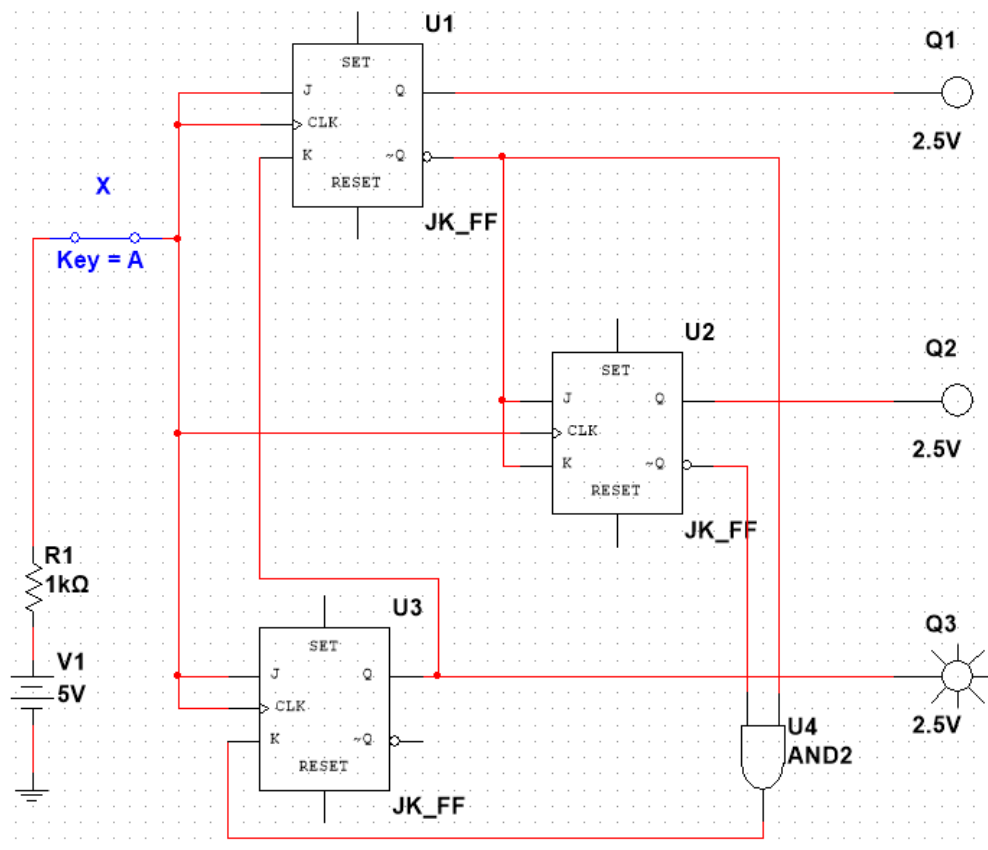 U1
Q1
SET
J Q
CLK
K ~Q
RESET
JK_FF
2.5V
X
Key = A
U2
Q2
SET
J Q
CLK
K ~Q
RESET
JK_FF
2.5V
R1
1kΩ
V1
5V
U3
Q3
SET
J Q
CLK
K ~Q
RESET
JK_FF
2.5V
U4
AND2